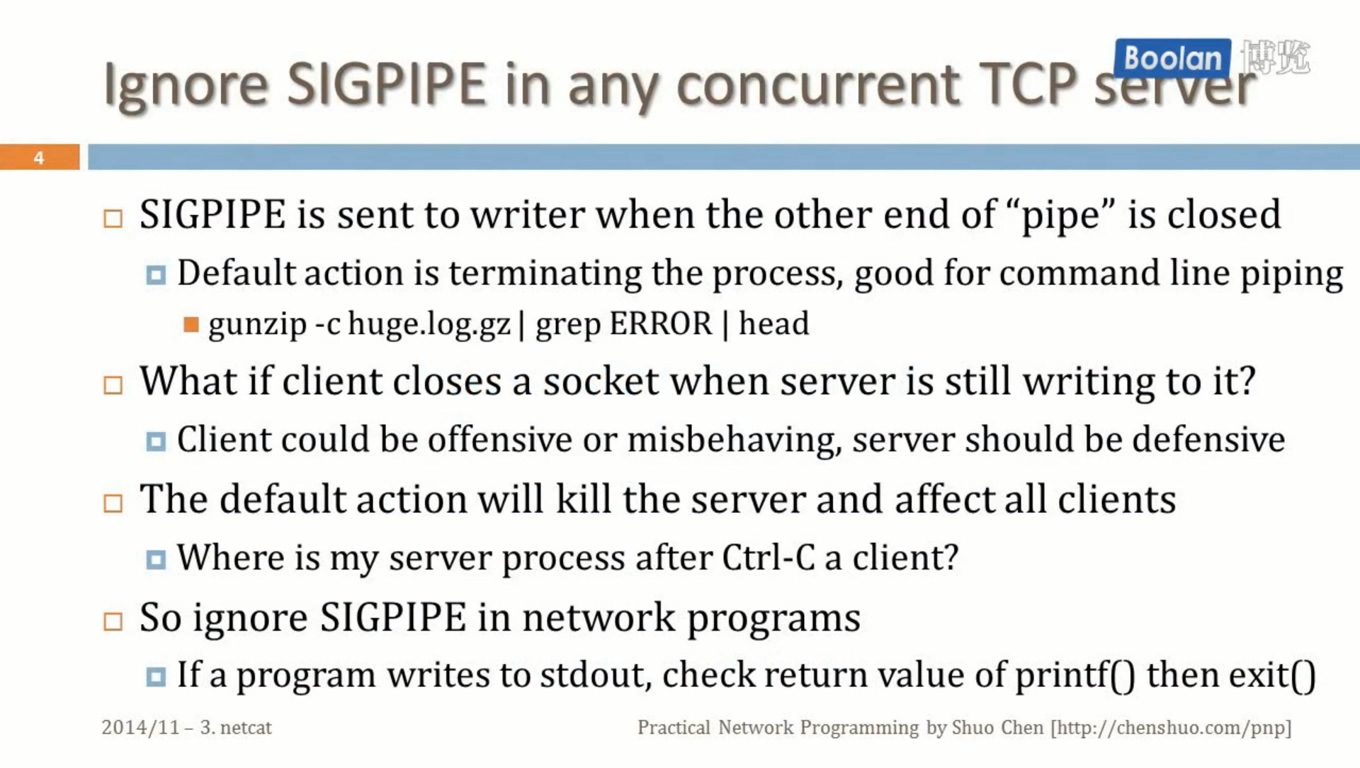 Boolan 博览
Ignore SIGPIPE in any concurrent TCP server
4
SIGPIPE is sent to writer when the other end of “pipe” is closed
Default action is terminating the process, good for command line piping
gunzip -c huge.log.gz | grep ERROR | head
What if client closes a socket when server is still writing to it?
Client could be offensive or misbehaving, server should be defensive
The default action will kill the server and affect all clients
Where is my server process after Ctrl-C a client?
So ignore SIGPIPE in network programs
If a program writes to stdout, check return value of printf() then exit()
2014/11 – 3. netcat
Practical Network Programming by Shuo Chen [http://chenshuo.com/pnp]